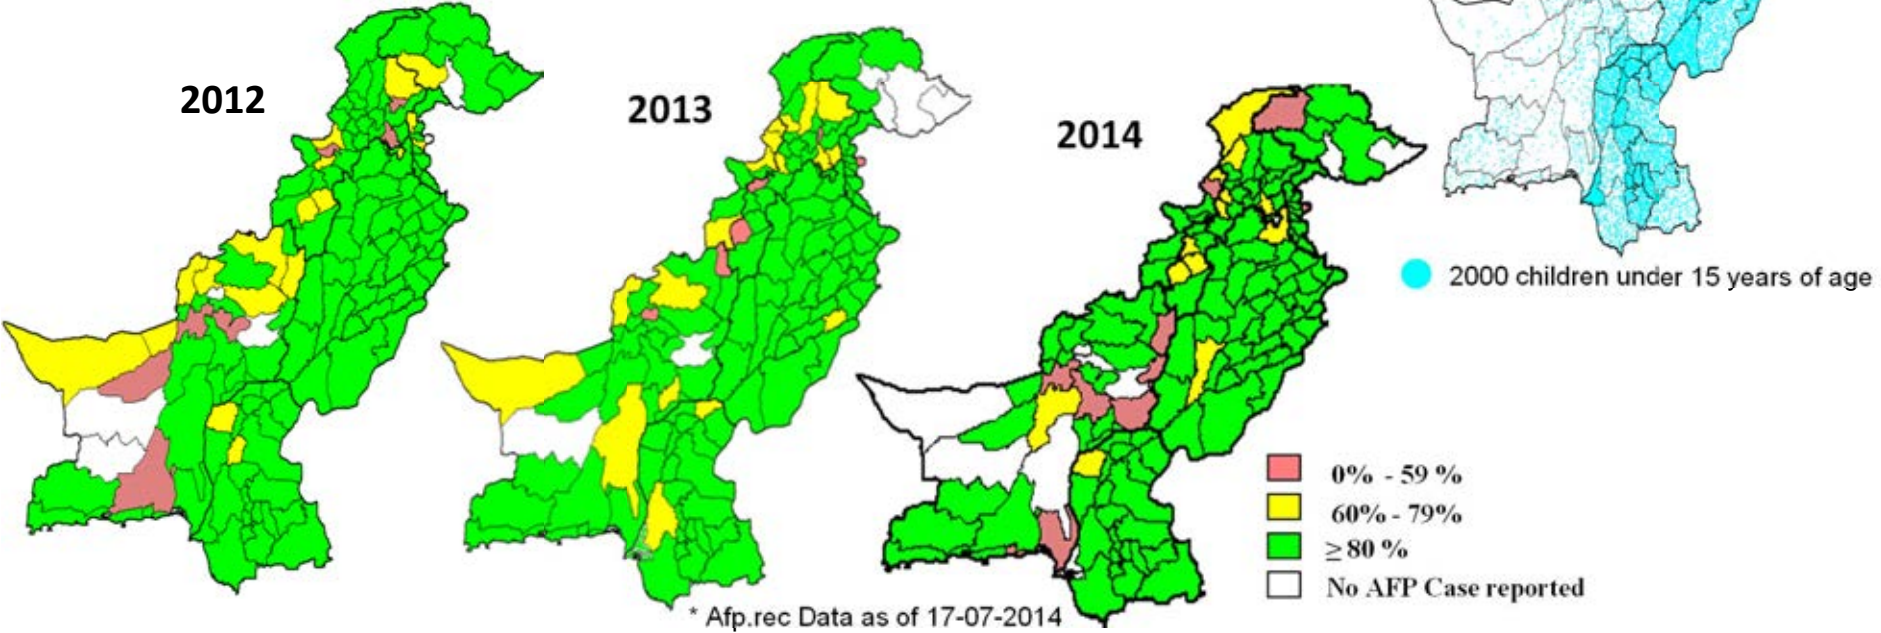 2012
2013
2014
2000 children under 15 years of age
0% - 59 %
60% - 79%
≥ 80 %
No AFP Case reported
* Afp.rec Data as of 17-07-2014